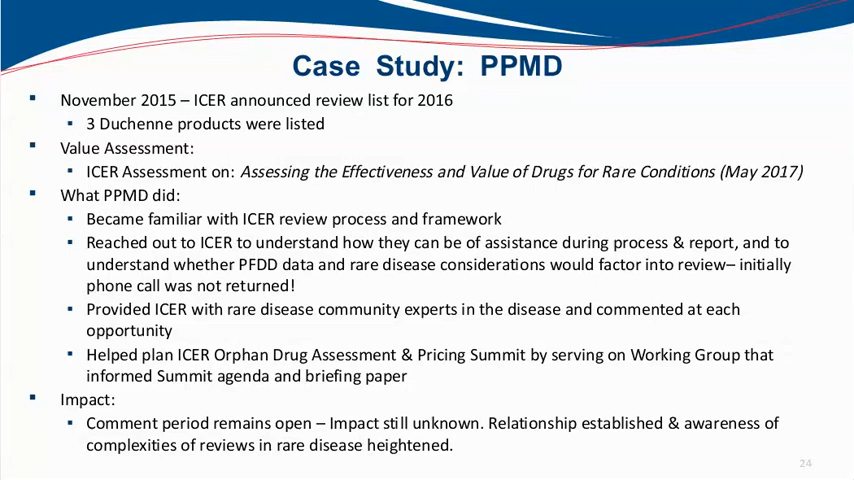 Case Study: PPMD
▪ November 2015 – ICER announced review list for 2016
▪ 3 Duchenne products were listed
▪ Value Assessment:
▪ ICER Assessment on: Assessing the Effectiveness and Value of Drugs for Rare Conditions (May 2017)
▪ What PPMD did:
▪ Became familiar with ICER review process and framework
▪ Reached out to ICER to understand how they can be of assistance during process & report, and to
understand whether PFDD data and rare disease considerations would factor into review– initially
phone call was not returned!
▪ Provided ICER with rare disease community experts in the disease and commented at each
opportunity
▪ Helped plan ICER Orphan Drug Assessment & Pricing Summit by serving on Working Group that
informed Summit agenda and briefing paper
▪ Impact:
▪ Comment period remains open – Impact still unknown. Relationship established & awareness of
complexities of reviews in rare disease heightened.
24